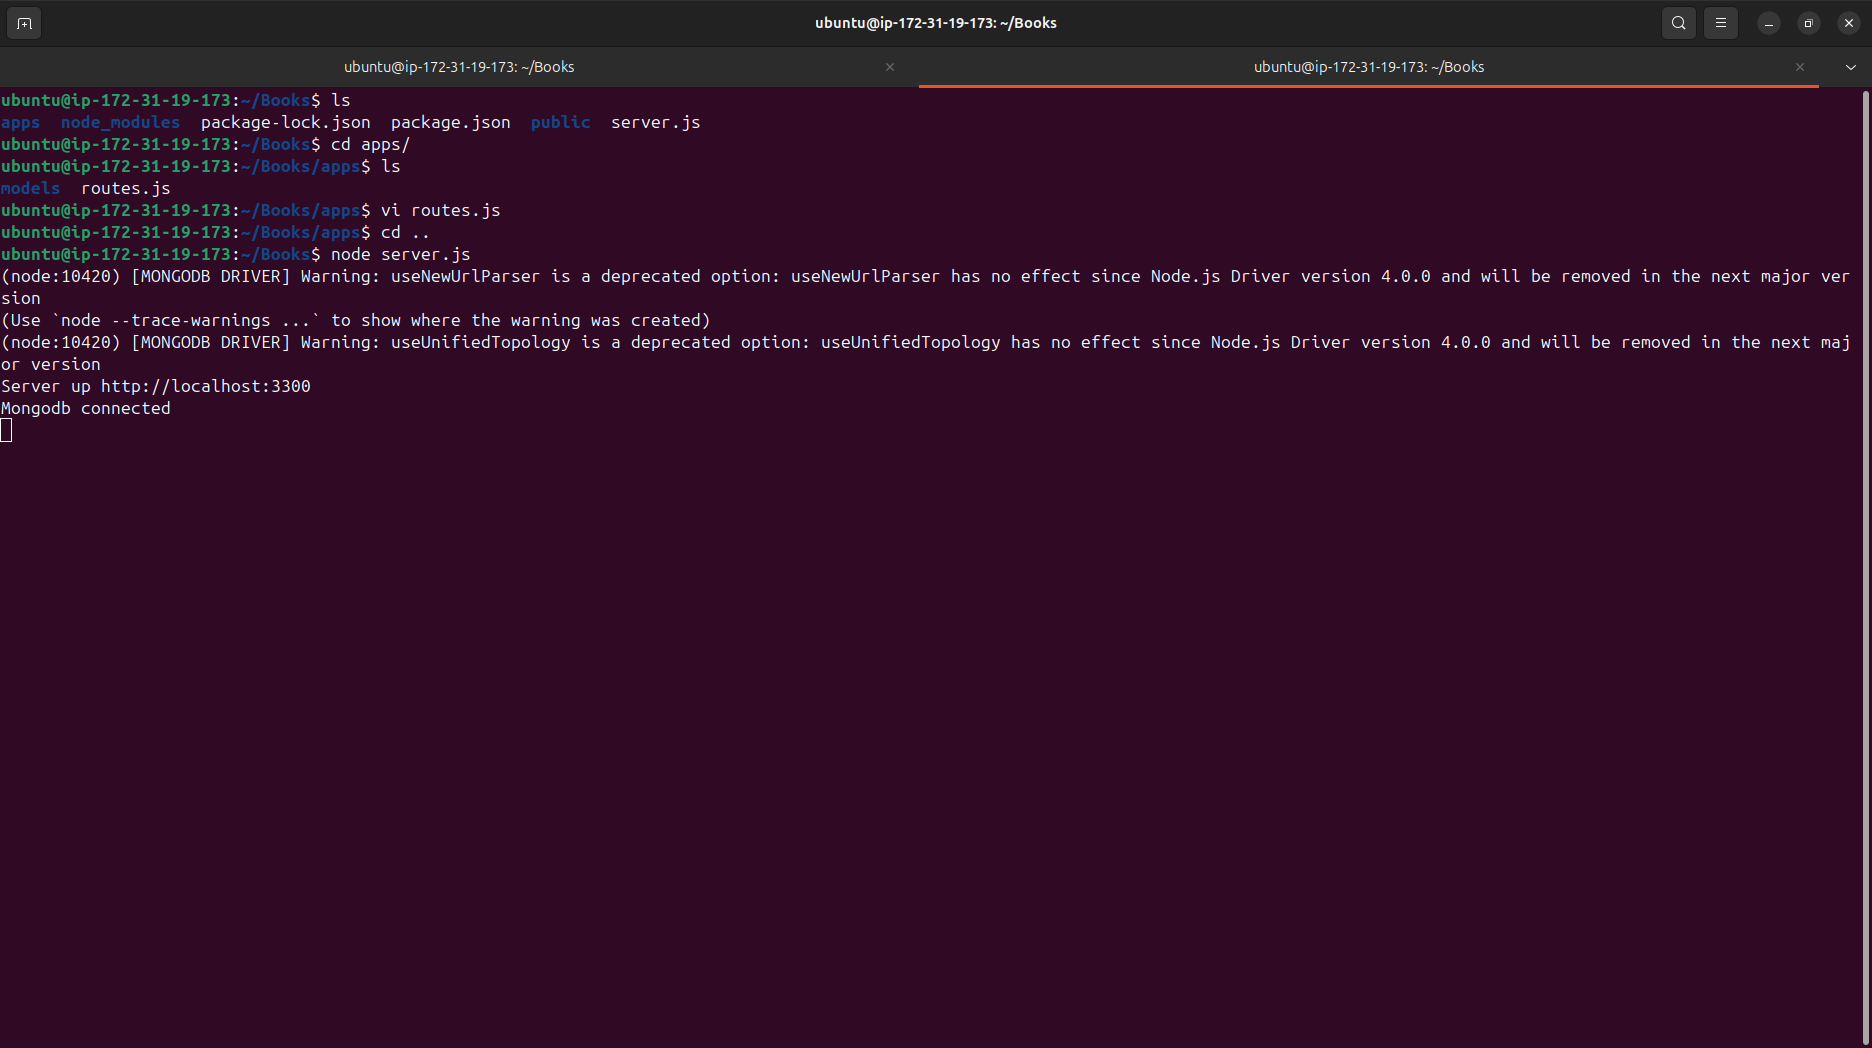 ubuntu@ip-172-31-19-173: ~/Books
ubuntu@ip-172-31-19-173: ~/Books
ubuntu@ip-172-31-19-173: ~/Books
ubuntu@ip-172-31-19-173:~/Books$ ls
apps  node_modules  package-lock.json  package.json  public  server.js
ubuntu@ip-172-31-19-173:~/Books$ cd apps/
ubuntu@ip-172-31-19-173:~/Books/apps$ ls
models  routes.js
ubuntu@ip-172-31-19-173:~/Books/apps$ vi routes.js
ubuntu@ip-172-31-19-173:~/Books/apps$ cd ..
ubuntu@ip-172-31-19-173:~/Books$ node server.js
(node:10420) [MONGODB DRIVER] Warning: useNewUrlParser is a deprecated option: useNewUrlParser has no effect since Node.js Driver version 4.0.0 and will be removed in the next major ver
sion
(Use `node --trace-warnings ...` to show where the warning was created)
(node:10420) [MONGODB DRIVER] Warning: useUnifiedTopology is a deprecated option: useUnifiedTopology has no effect since Node.js Driver version 4.0.0 and will be removed in the next maj
or version
Server up http://localhost:3300
Mongodb connected